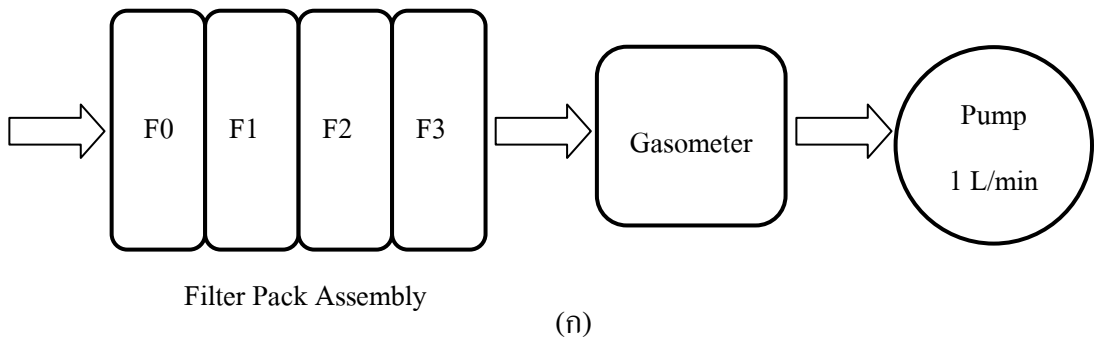 F0 F1 F2 F3
Gasometer
Pump
1 L/min
Filter Pack Assembly
(ก)